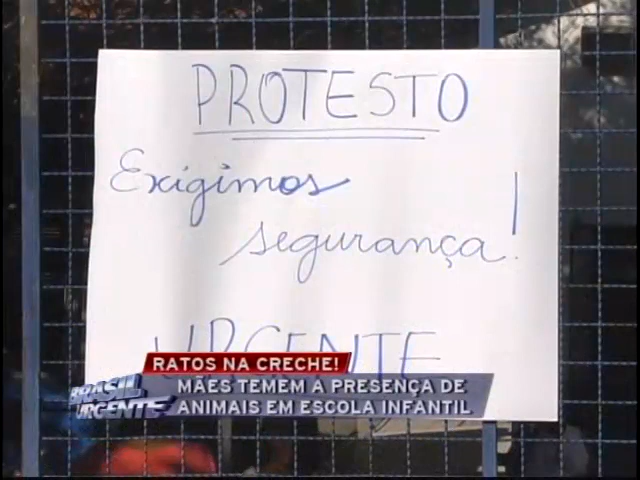 PROTESTO
Exigimos
segurança!
URGENTE
RATOS NA CRECHE!
MÃES TEMEM A PRESENÇA DE
ANIMAIS EM ESCOLA INFANTIL
BRASIL
URGENTE